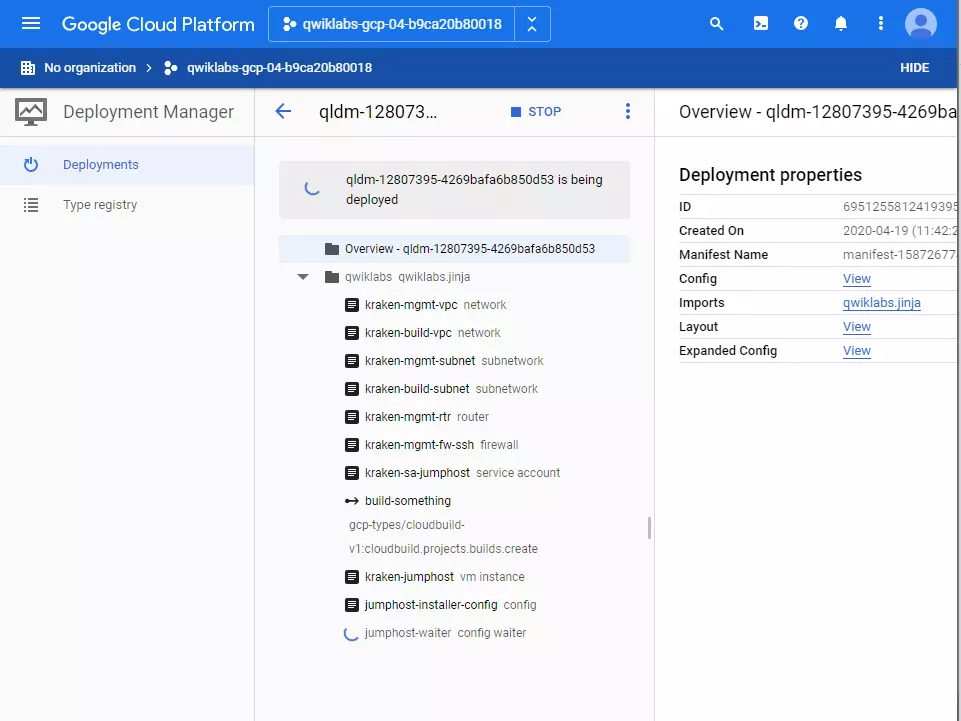 Google Cloud Platform
qwiklabs-gcp-04-b9ca20b80018
No organization
qwiklabs-gcp-04-b9ca20b80018
HIDE
Deployment Manager
Deployments
Type registry
qldm-128073...
STOP
qldm-12807395-4269bafa6b850d53 is being
deployed
Overview - qldm-12807395-4269bafa6b850d53
qwiklabs qwiklabs.jinja
kraken-mgmt-vpc network
kraken-build-vpc network
kraken-mgmt-subnet subnetwork
kraken-build-subnet subnetwork
kraken-mgmt-rtr router
kraken-mgmt-fw-ssh firewall
kraken-sa-jumphost service account
build-something
gcp-types/cloudbuild-
v1:cloudbuild.projects.builds.create
kraken-jumphost vm instance
jumphost-installer-config config
jumphost-waiter config waiter
Overview - qldm-12807395-4269ba
Deployment properties
ID 6951255812419395
Created On 2020-04-19 (11:42:2
Manifest Name manifest-15872677
Config View
Imports qwiklabs.jinja
Layout View
Expanded Config View